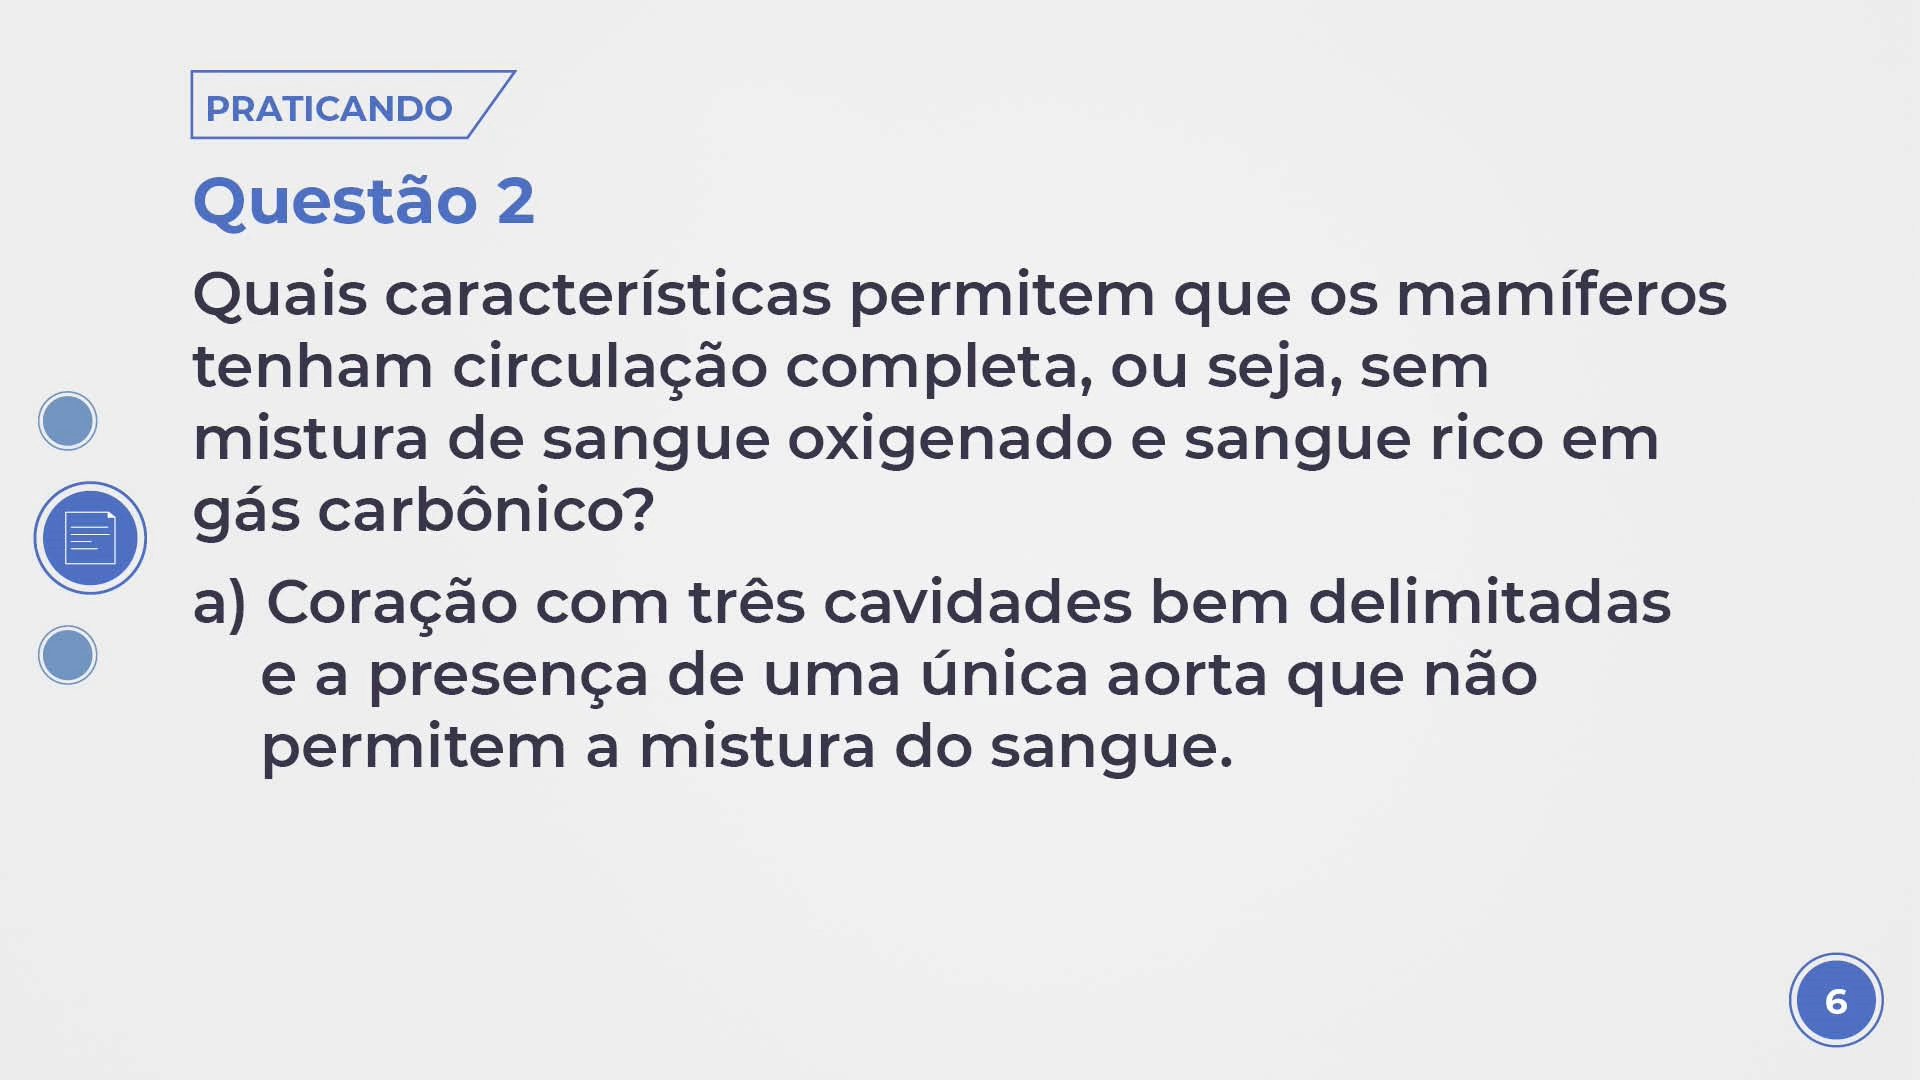 PRATICANDO
Questão 2
Quais características permitem que os mamíferos
tenham circulação completa, ou seja, sem
mistura de sangue oxigenado e sangue rico em
gás carbônico?
a) Coração com três cavidades bem delimitadas
e a presença de uma única aorta que não
permitem a mistura do sangue.
6